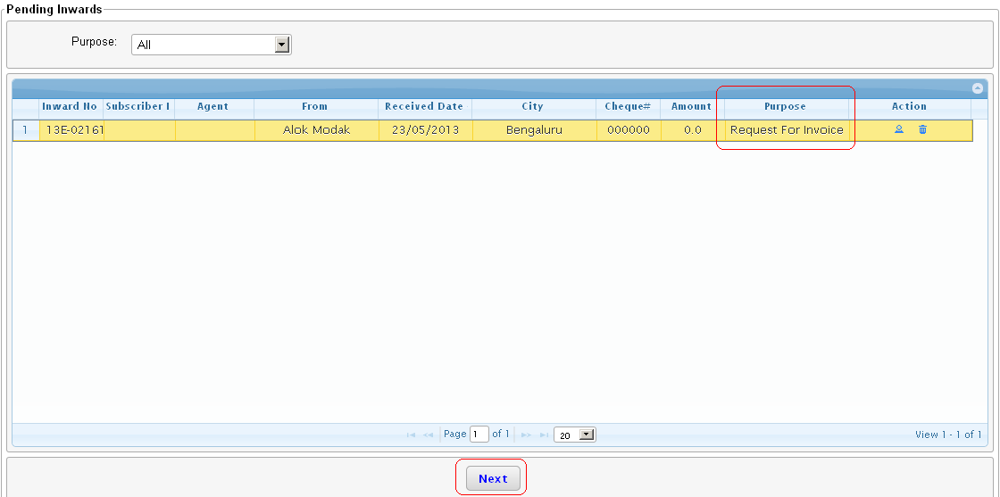 Pending Inwards
Purpose: All
Inward No Subscriber I Agent From Received Date City Cheque# Amount Purpose Action
1 13E-02161 Alok Modak 23/05/2013 Bengaluru 000000 0.0 Request For Invoice
Page 1 of 1 20 View 1 - 1 of 1
Next